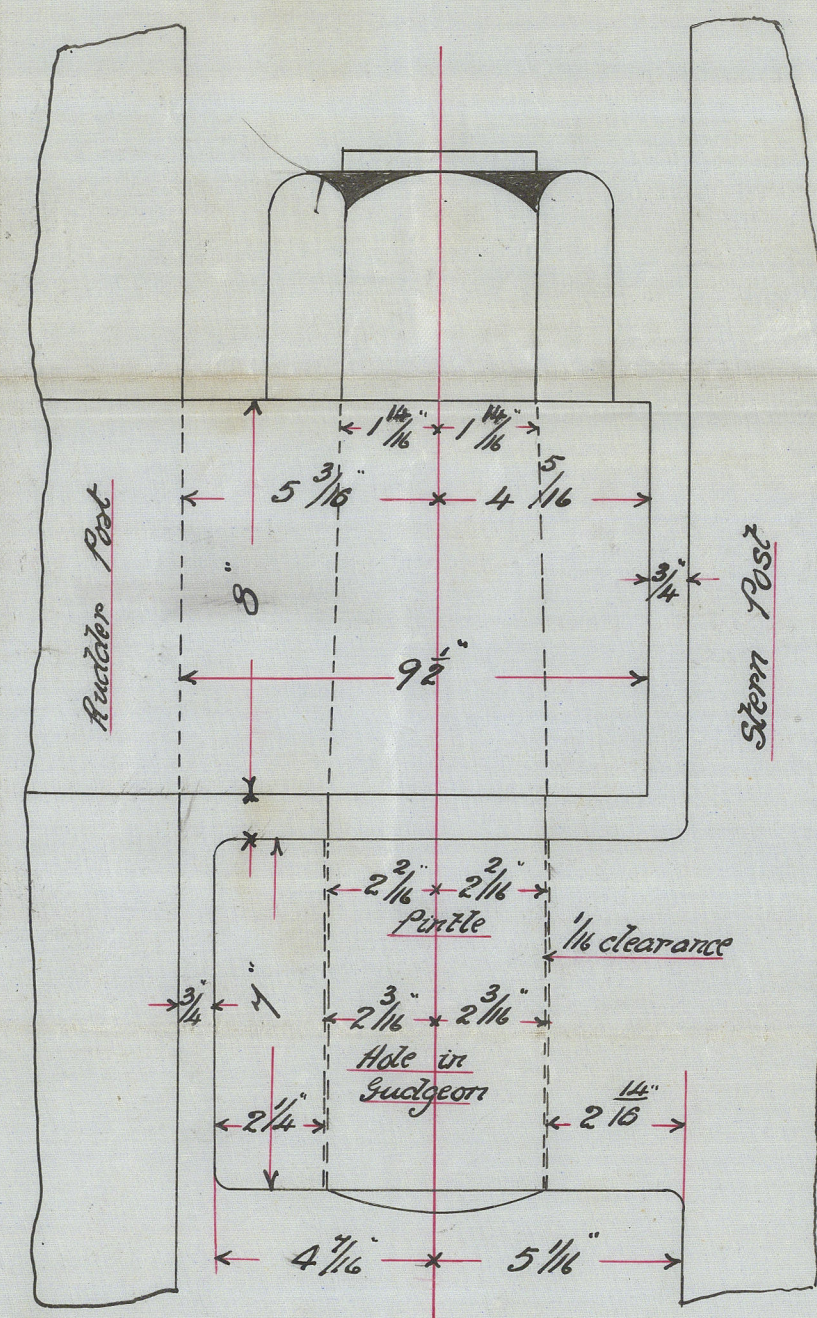 1 14/16" 1 14/16"
5 3/16" 4 5/16
Rudder Post
8"
3/4"
Stern Post
9 1/2"
2 2/16" 2 2/16"
Pintle
1/16 clearance
3/4"
7"
2 3/16" 2 3/16"
Hole in
Gudgeon
2 1/4" 2 14/16"
4 7/16" 5 1/16"